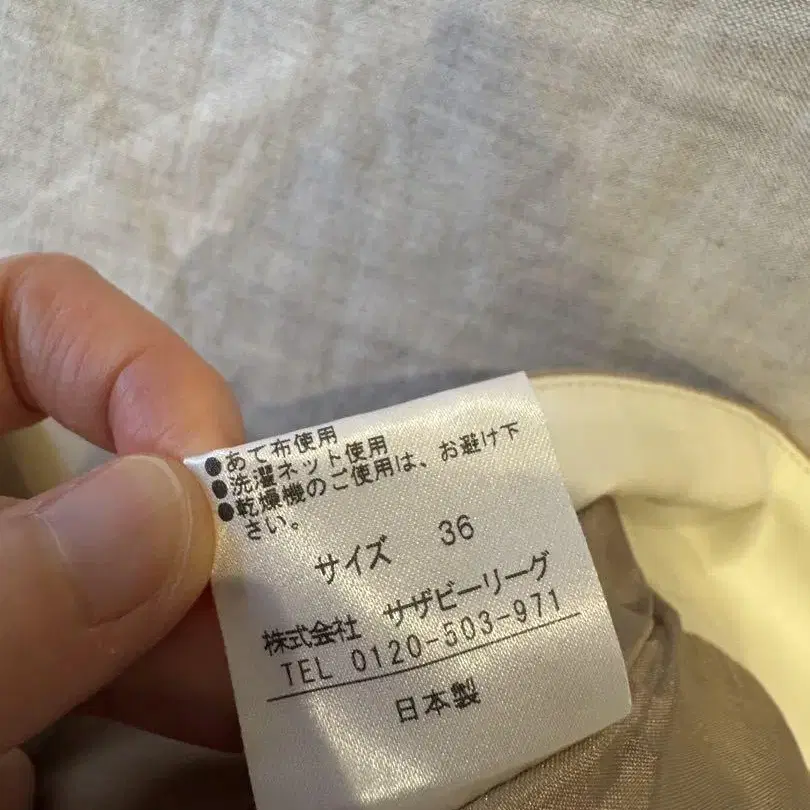 ●あて布使用
●洗濯ネット使用
●乾燥機のご使用は、お避け下
さい。
サイズ 36
株式会社 サザビーリーグ
TEL 0120-503-971
日本製